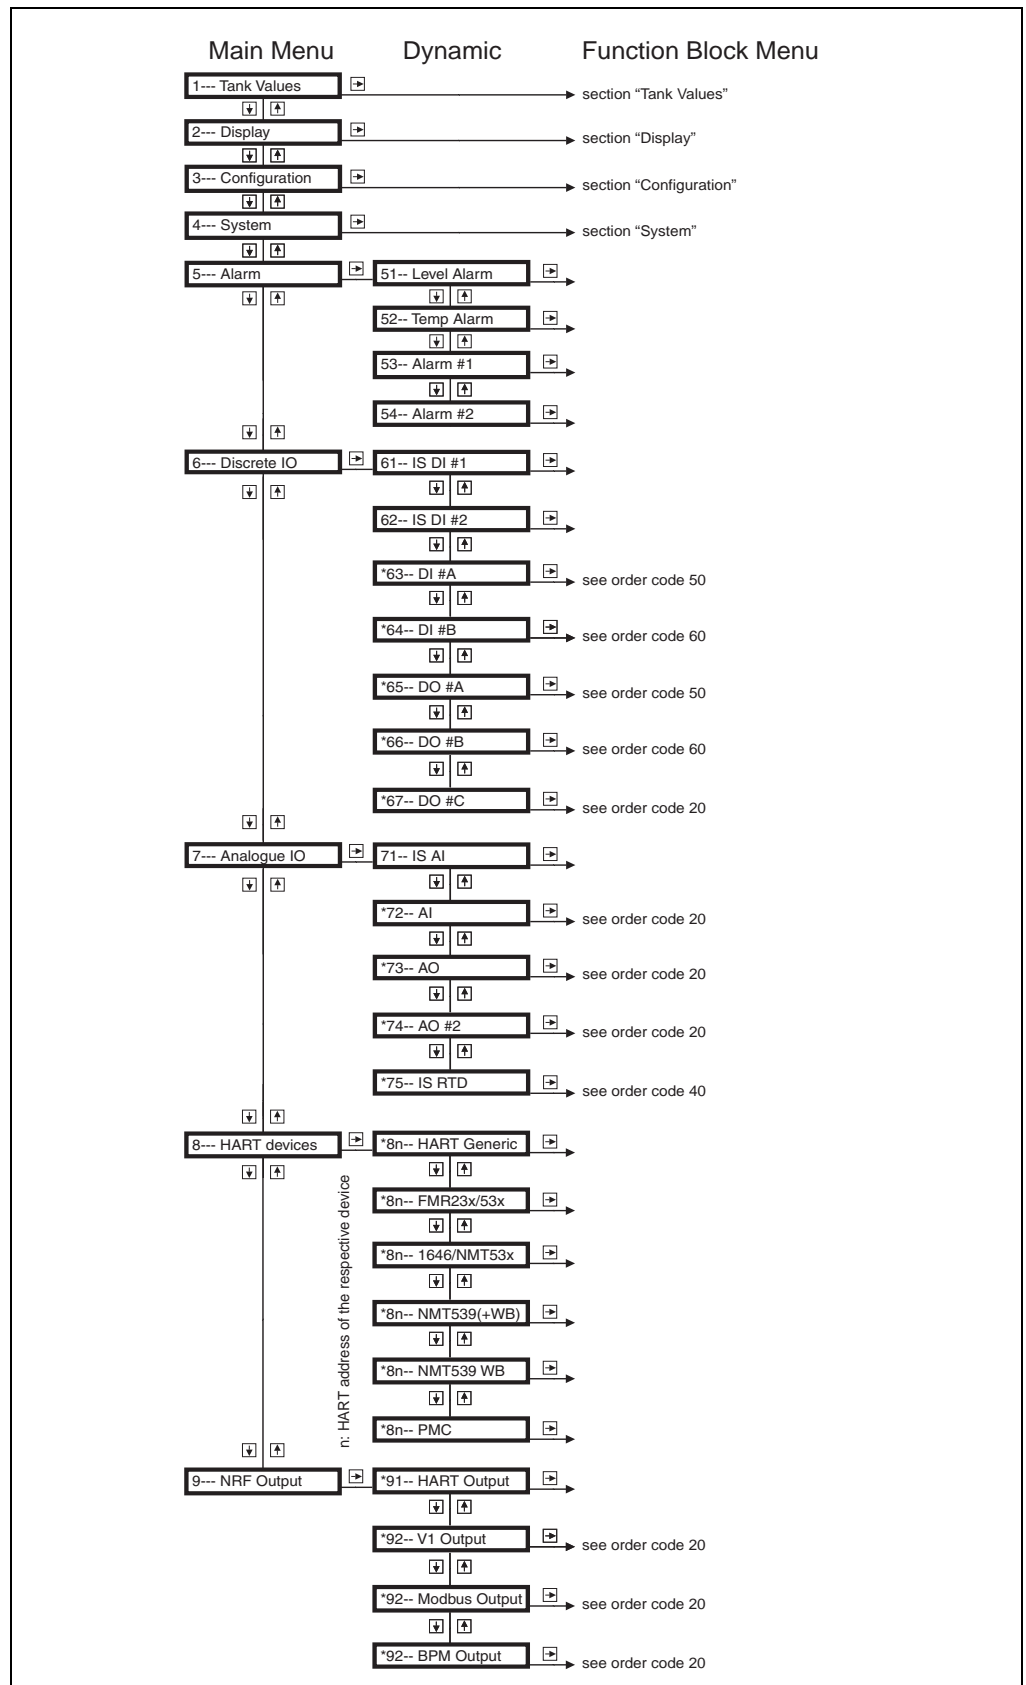 Main Menu Dynamic Function Block Menu
1--- Tank Values
section “Tank Values”
2--- Display
section “Display”
3--- Configuration
section “Configuration”
4--- System
section “System”
5--- Alarm 51-- Level Alarm
52-- Temp Alarm
53-- Alarm #1
54-- Alarm #2
6--- Discrete IO 61-- IS DI #1
62-- IS DI #2
*63-- DI #A see order code 50
*64-- DI #B see order code 60
*65-- DO #A see order code 50
*66-- DO #B see order code 60
*67-- DO #C see order code 20
7--- Analogue IO 71-- IS AI
*72-- AI see order code 20
*73-- AO see order code 20
*74-- AO #2 see order code 20
*75-- IS RTD see order code 40
8--- HART devices *8n-- HART Generic
n: HART address of the respective device
*8n-- FMR23x/53x
*8n-- 1646/NMT53x
*8n-- NMT539(+WB)
*8n-- NMT539 WB
*8n-- PMC
9--- NRF Output *91-- HART Output
*92-- V1 Output see order code 20
*92-- Modbus Output see order code 20
*92-- BPM Output see order code 20